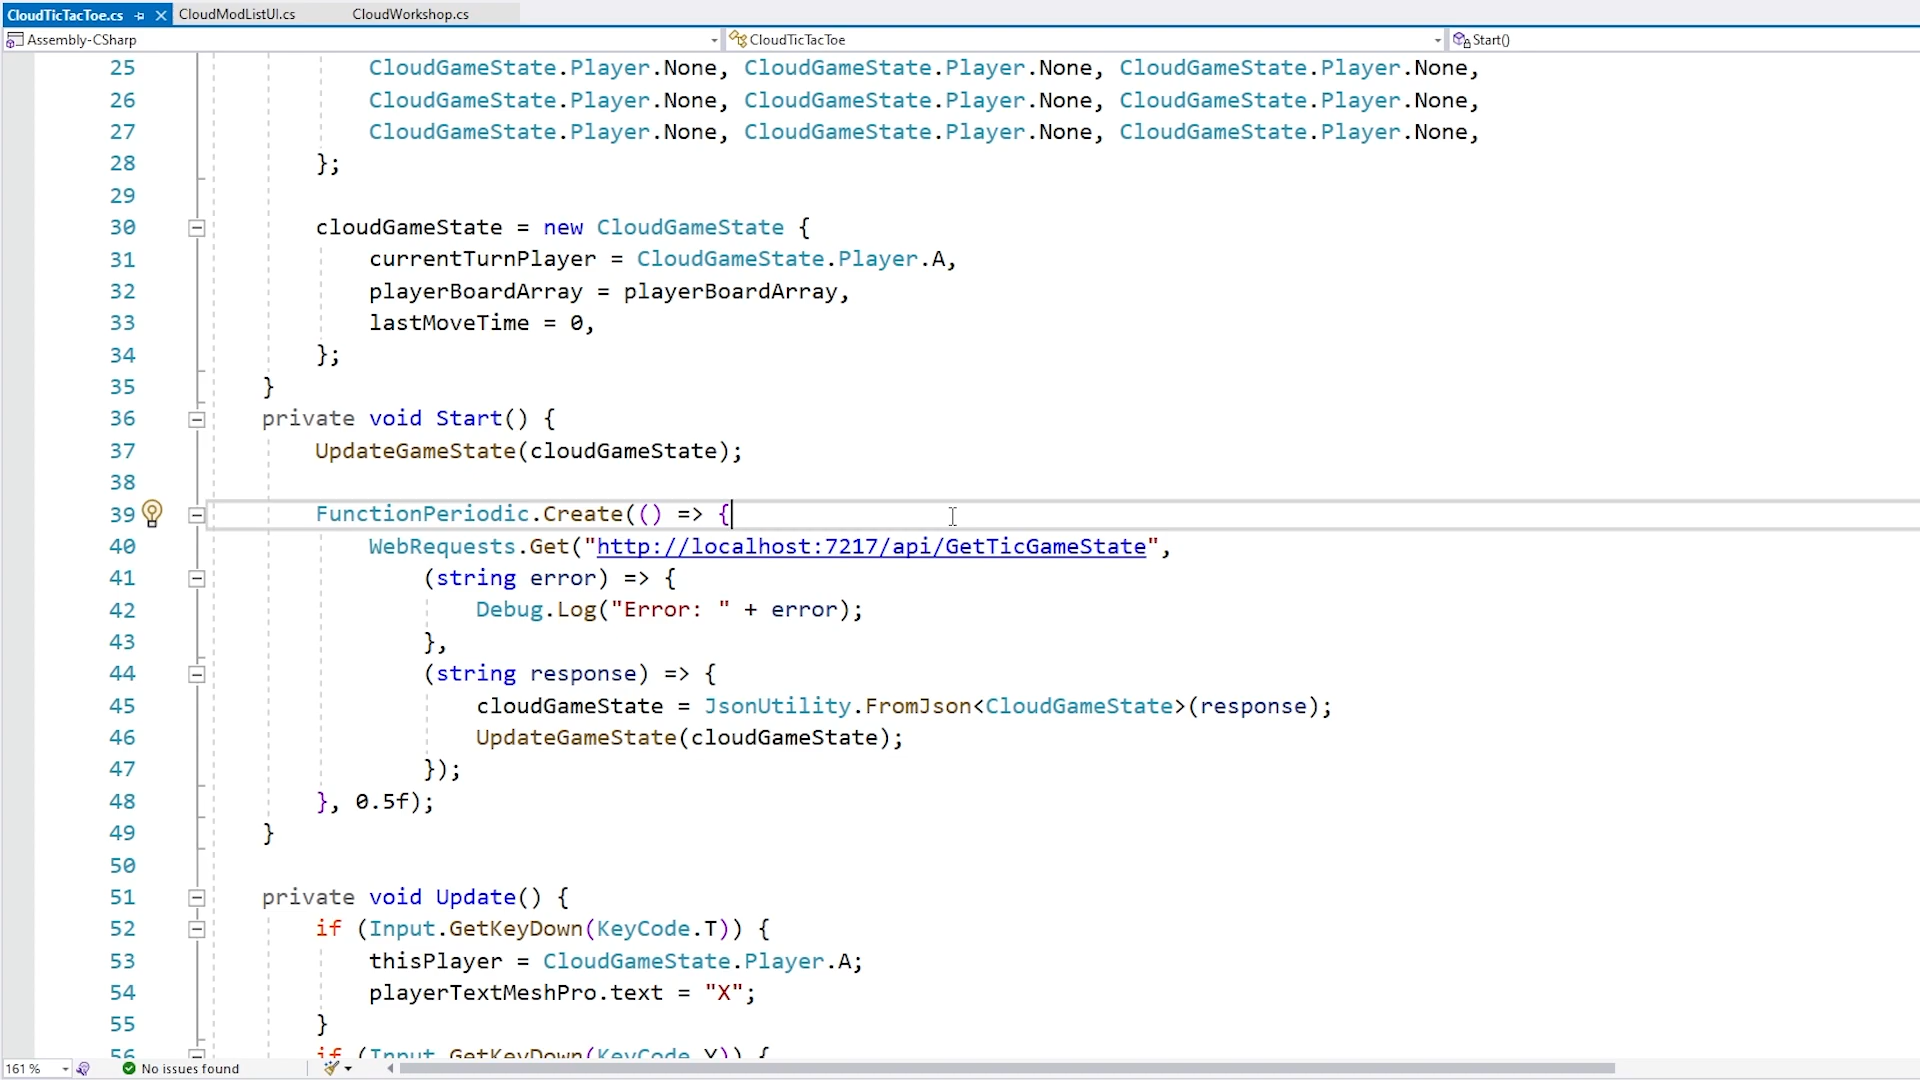 CloudTicTacToe.cs CloudModListUI.cs CloudWorkshop.cs
Assembly-CSharp CloudTicTacToe Start()
25 CloudGameState.Player.None, CloudGameState.Player.None, CloudGameState.Player.None,
26 CloudGameState.Player.None, CloudGameState.Player.None, CloudGameState.Player.None,
27 CloudGameState.Player.None, CloudGameState.Player.None, CloudGameState.Player.None,
28 };
29
30 cloudGameState = new CloudGameState {
31 currentTurnPlayer = CloudGameState.Player.A,
32 playerBoardArray = playerBoardArray,
33 lastMoveTime = 0,
34 };
35 }
36 private void Start() {
37 UpdateGameState(cloudGameState);
38
39 FunctionPeriodic.Create(() => {
40 WebRequests.Get("http://localhost:7217/api/GetTicGameState",
41 (string error) => {
42 Debug.Log("Error: " + error);
43 },
44 (string response) => {
45 cloudGameState = JsonUtility.FromJson<CloudGameState>(response);
46 UpdateGameState(cloudGameState);
47 });
48 }, 0.5f);
49 }
50
51 private void Update() {
52 if (Input.GetKeyDown(KeyCode.T)) {
53 thisPlayer = CloudGameState.Player.A;
54 playerTextMeshPro.text = "X";
55 }
56 if (Input.GetKeyDown(KeyCode.Y)) {
161 % No issues found